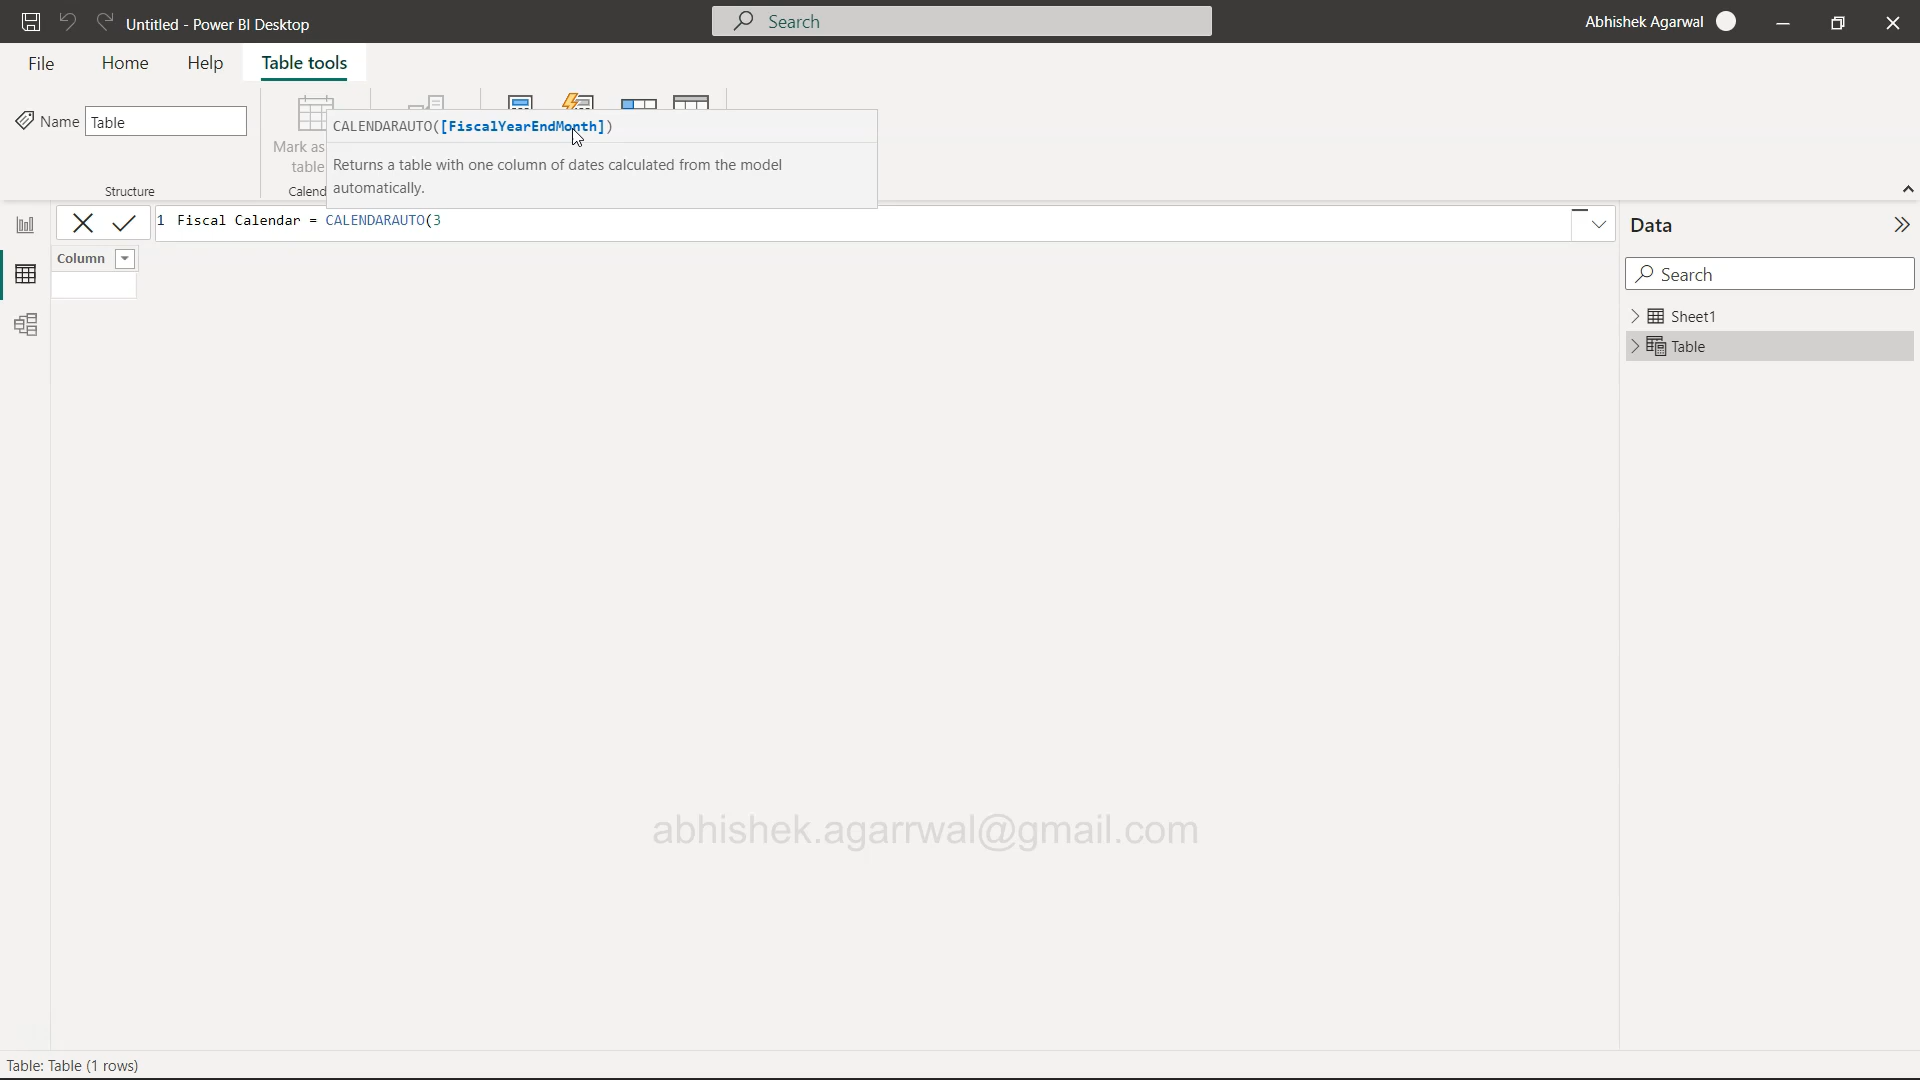 Untitled - Power BI Desktop
Search
Abhishek Agarwal
File Home Help Table tools
Name Table
Mark as
table
Structure
Calend
CALENDARAUTO([FiscalYearEndMonth])
Returns a table with one column of dates calculated from the model
automatically.
1 Fiscal Calendar = CALENDARAUTO(3
Column
Data
Search
Sheet1
Table
abhishek.agarrwal@gmail.com
Table: Table (1 rows)